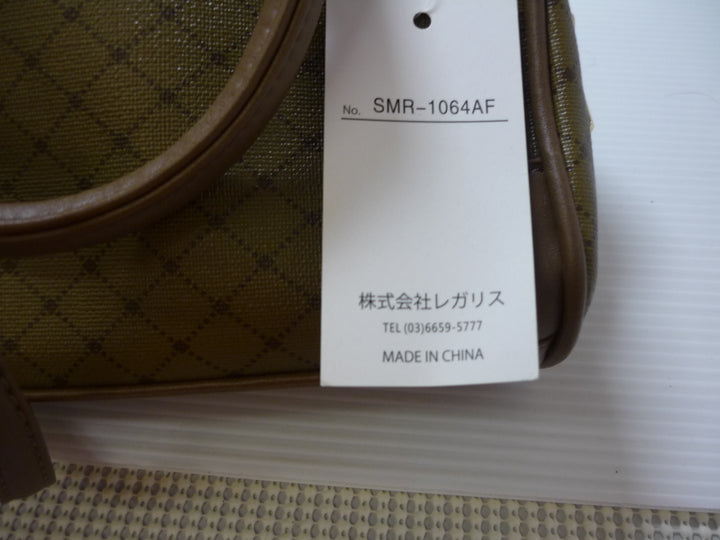 No. SMR-1064AF
株式会社レガリス
TEL (03)6659-5777
MADE IN CHINA